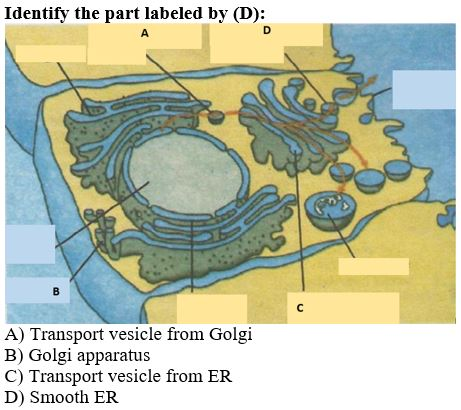 Identify the part labeled by (D):
A
D
B
C
A) Transport vesicle from Golgi
B) Golgi apparatus
C) Transport vesicle from ER
D) Smooth ER